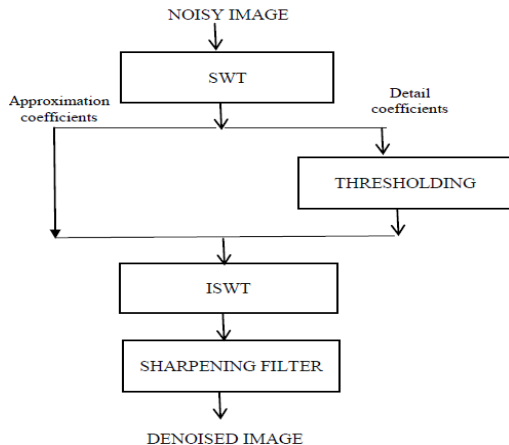 NOISY IMAGE
SWT
Approximation
coefficients
Detail
coefficients
THRESHOLDING
ISWT
SHARPENING FILTER
DENOISED IMAGE